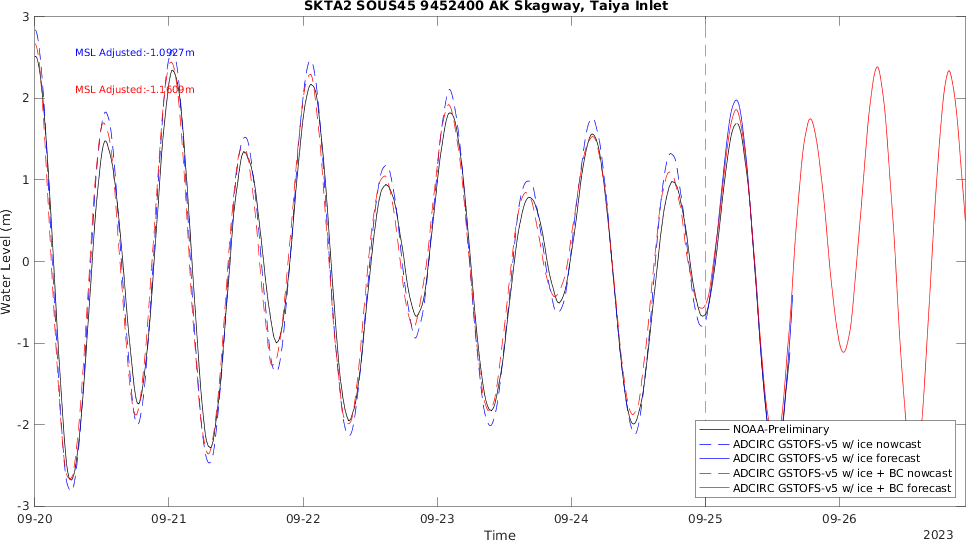 SKTA2 SOUS45 9452400 AK Skagway, Taiya Inlet
MSL Adjusted:-1.0927m
MSL Adjusted:-1.1609m
3
2
1
0
-1
-2
-3
Water Level (m)
09-20
09-21
09-22
09-23
09-24
09-25
09-26
Time
2023
NOAA-Preliminary
ADCIRC GSTOFS-v5 w/ ice nowcast
ADCIRC GSTOFS-v5 w/ ice forecast
ADCIRC GSTOFS-v5 w/ ice + BC nowcast
ADCIRC GSTOFS-v5 w/ ice + BC forecast